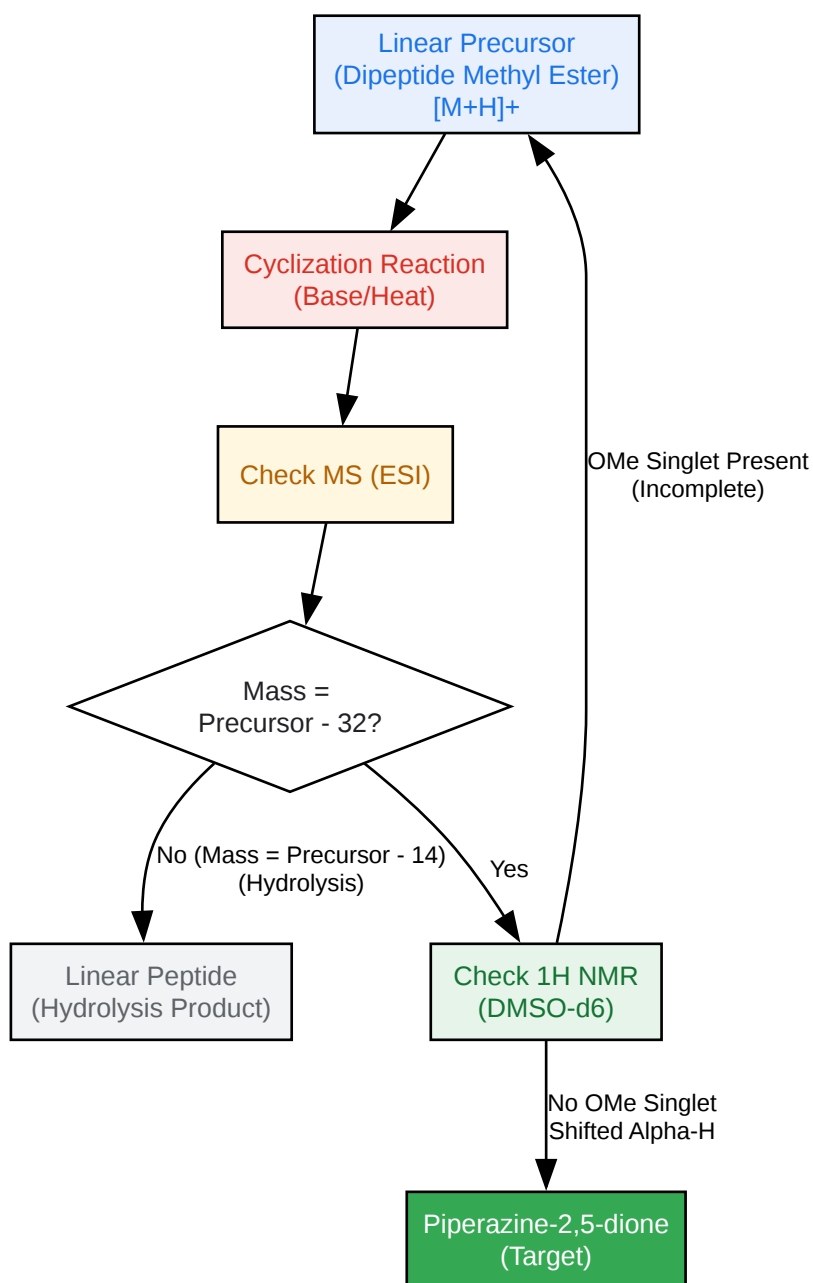 Linear Precursor
(Dipeptide Methyl Ester)
[M+H]+
Cyclization Reaction
(Base/Heat)
Check MS (ESI)
OMe Singlet Present
(Incomplete)
Mass =
Precursor - 32?
No (Mass = Precursor - 14)
(Hydrolysis)
Yes
Linear Peptide
(Hydrolysis Product)
Check 1H NMR
(DMSO-d6)
No OMe Singlet
Shifted Alpha-H
Piperazine-2,5-dione
(Target)